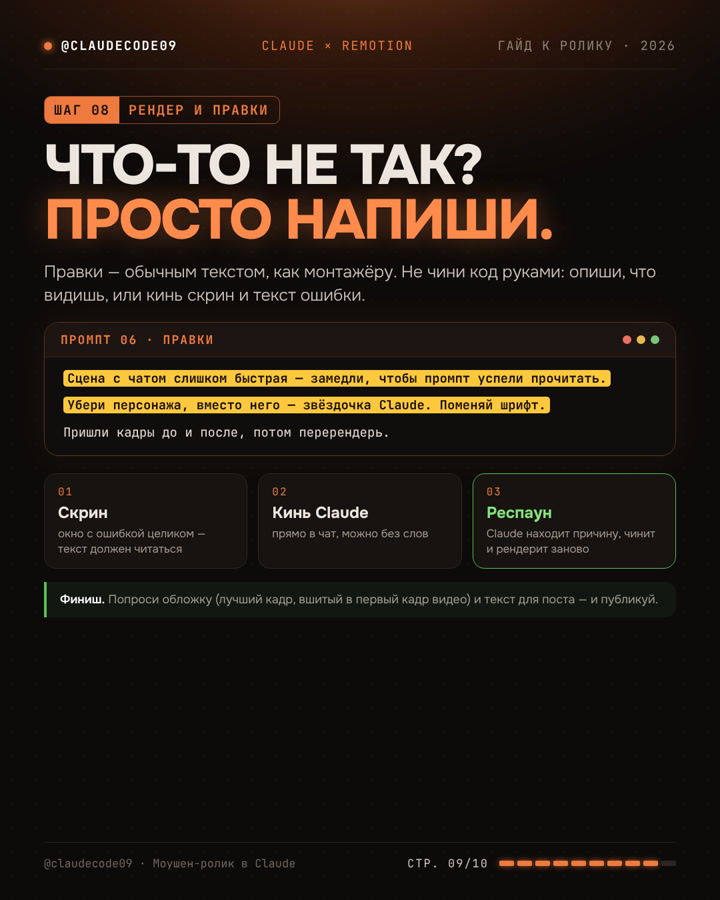 @CLAUDECODE09
CLAUDE × REMOTION
ГАЙД К РОЛИКУ · 2026
ШАГ 08 РЕНДЕР И ПРАВКИ
ЧТО-ТО НЕ ТАК?
ПРОСТО НАПИШИ.
Правки — обычным текстом, как монтажёру. Не чини код руками: опиши, что
видишь, или кинь скрин и текст ошибки.
ПРОМПТ 06 · ПРАВКИ
Сцена с чатом слишком быстрая — замедли, чтобы промпт успели прочитать.
Убери персонажа, вместо него — звёздочка Claude. Поменяй шрифт.
Пришли кадры до и после, потом перерендерь.
01
Скрин
окно с ошибкой целиком —
текст должен читаться
02
Кинь Claude
прямо в чат, можно без слов
03
Респаун
Claude находит причину, чинит
и рендерит заново
Финиш. Попроси обложку (лучший кадр, вшитый в первый кадр видео) и текст для поста — и публикуй.
@claudecode09 · Моушен-ролик в Claude
СТР. 09/10